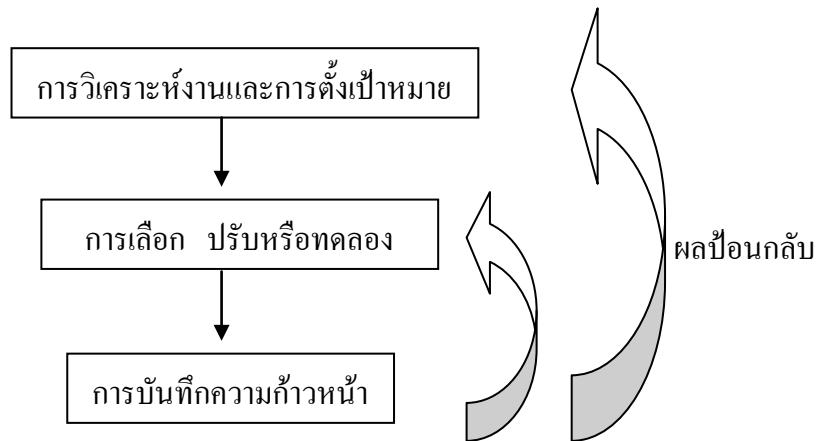 การวิเคราะห์งานและการตั้งเป้าหมาย
การเลือก ปรับหรือทดลอง
ผลป้อนกลับ
การบันทึกความก้าวหน้า